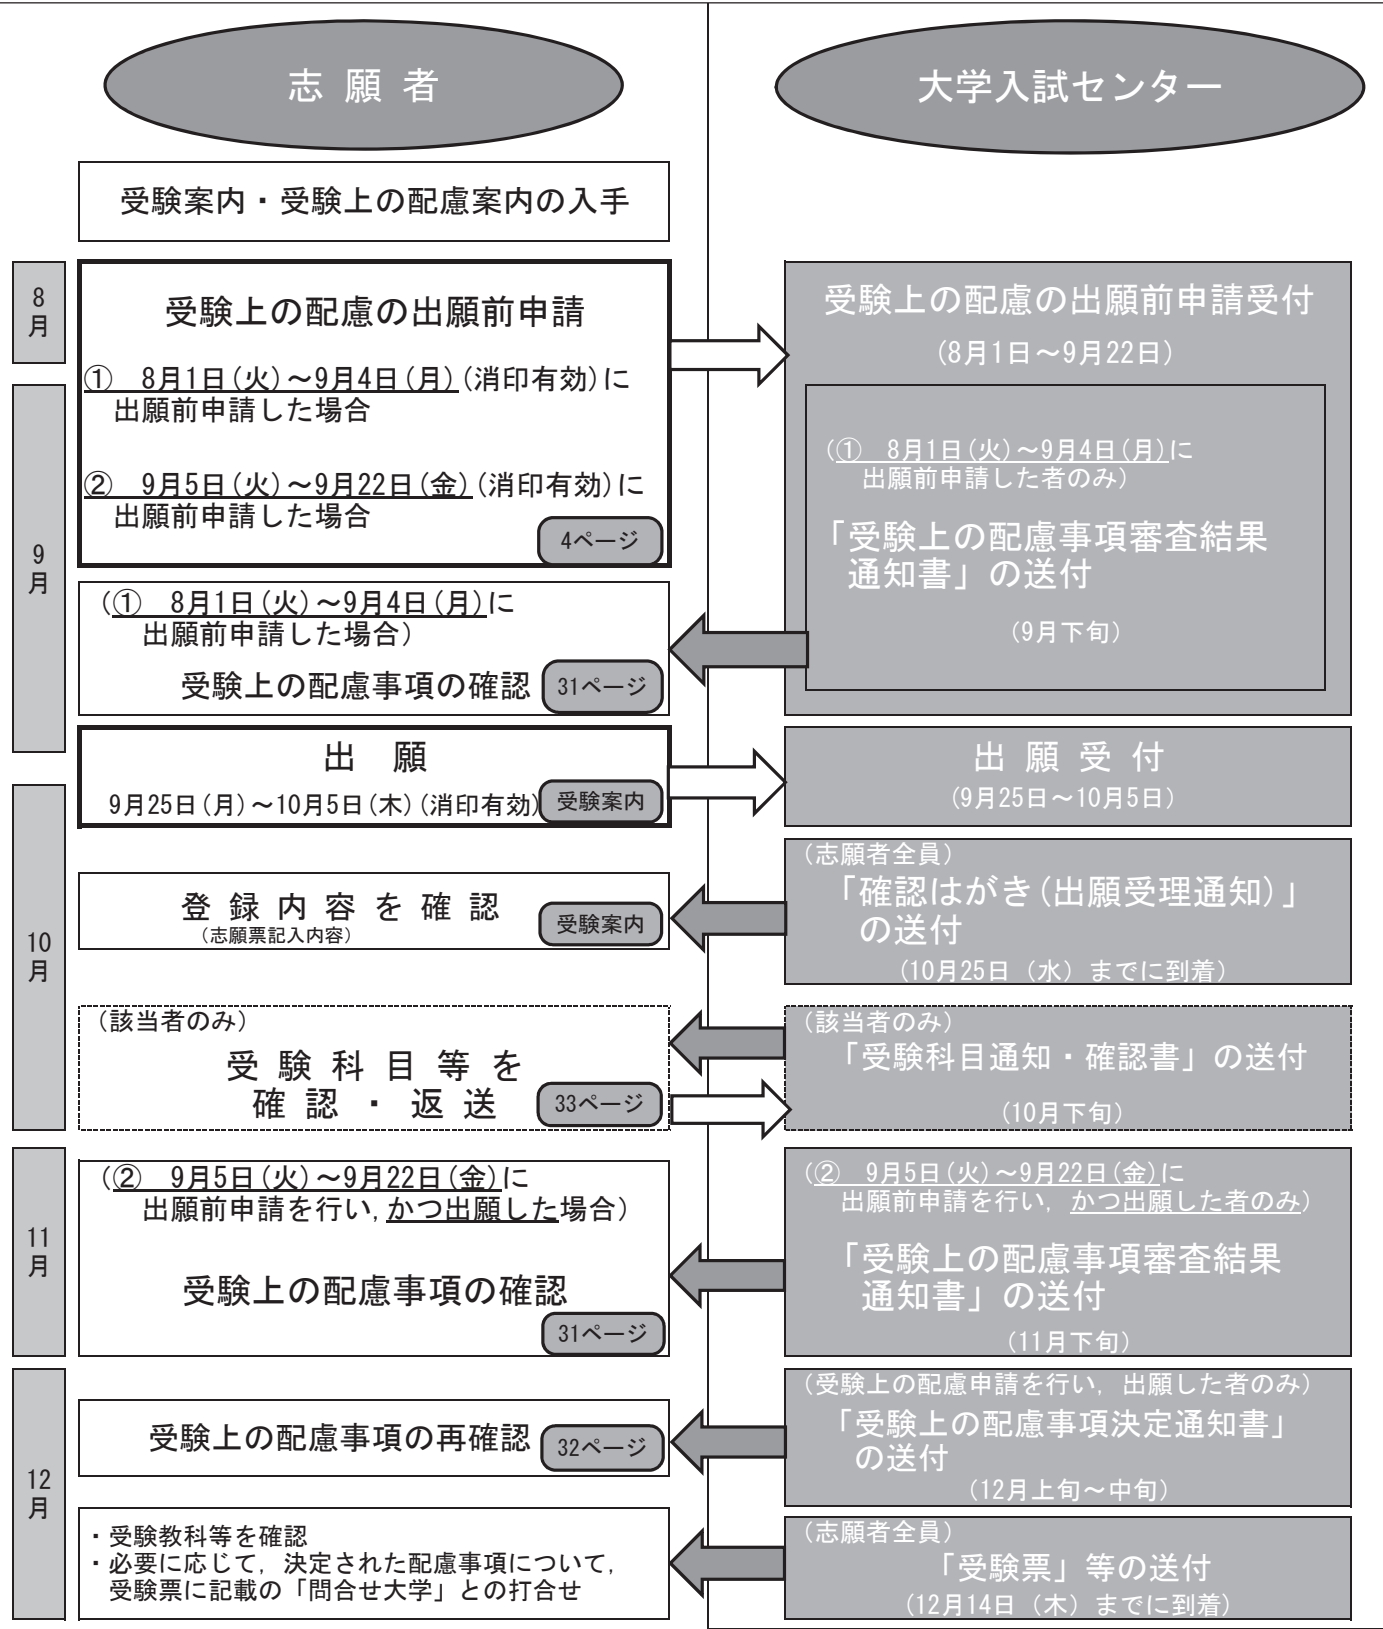 志願者
大学入試センター
受験案内・受験上の配慮案内の入手
8月
受験上の配慮の出願前申請
① 8月1日(火)～9月4日(月)(消印有効)に
出願前申請した場合
② 9月5日(火)～9月22日(金)(消印有効)に
出願前申請した場合
4ページ
受験上の配慮の出願前申請受付
(8月1日～9月22日)
(① 8月1日(火)～9月4日(月)に
出願前申請した者のみ)
「受験上の配慮事項審査結果
通知書」の送付
(9月下旬)
9月
(① 8月1日(火)～9月4日(月)に
出願前申請した場合)
受験上の配慮事項の確認
31ページ
出願
9月25日(月)～10月5日(木)(消印有効)
受験案内
出願受付
(9月25日～10月5日)
10月
登録内容を確認
(志願票記入内容)
受験案内
(志願者全員)
「確認はがき(出願受理通知)」
の送付
(10月25日（水）までに到着)
(該当者のみ)
受験科目等を
確認・返送
33ページ
(該当者のみ)
「受験科目通知・確認書」の送付
(10月下旬)
11月
(② 9月5日(火)～9月22日(金)に
出願前申請を行い,かつ出願した場合)
受験上の配慮事項の確認
31ページ
(② 9月5日(火)～9月22日(金)に
出願前申請を行い，かつ出願した者のみ)
「受験上の配慮事項審査結果
通知書」の送付
(11月下旬)
12月
受験上の配慮事項の再確認
32ページ
(受験上の配慮申請を行い，出願した者のみ)
「受験上の配慮事項決定通知書」
の送付
(12月上旬～中旬)
・受験教科等を確認
・必要に応じて，決定された配慮事項について，
受験票に記載の「問合せ大学」との打合せ
(志願者全員)
「受験票」等の送付
(12月14日（木）までに到着)